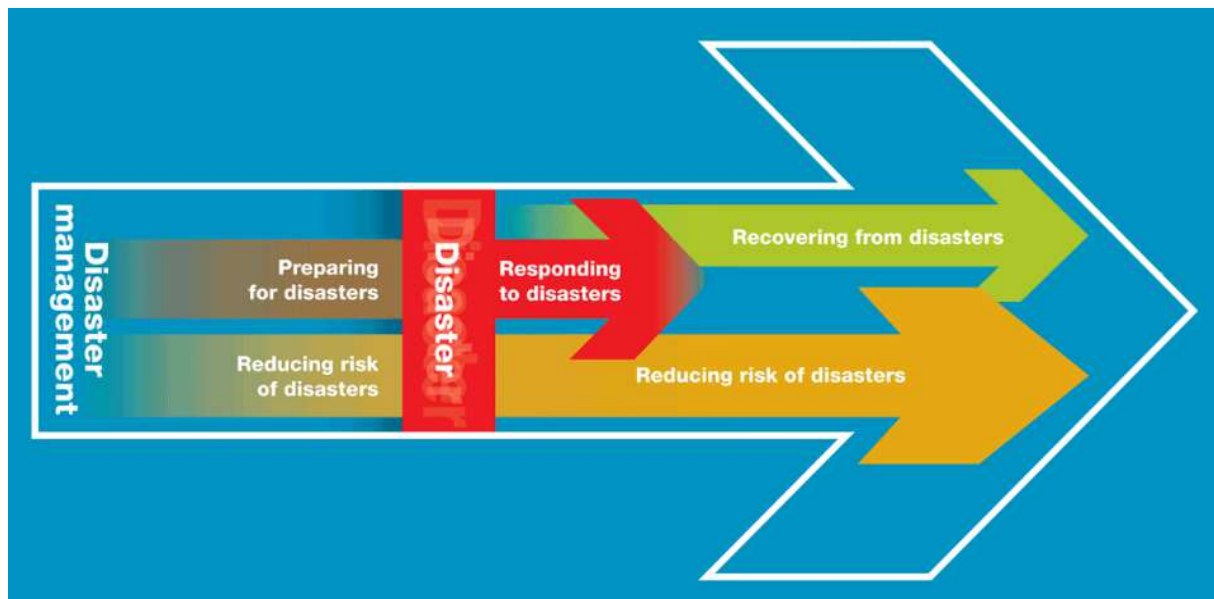 Disaster
management
Preparing
for disasters
Reducing risk
of disasters
Disaster
Responding
to disasters
Recovering from disasters
Reducing risk of disasters